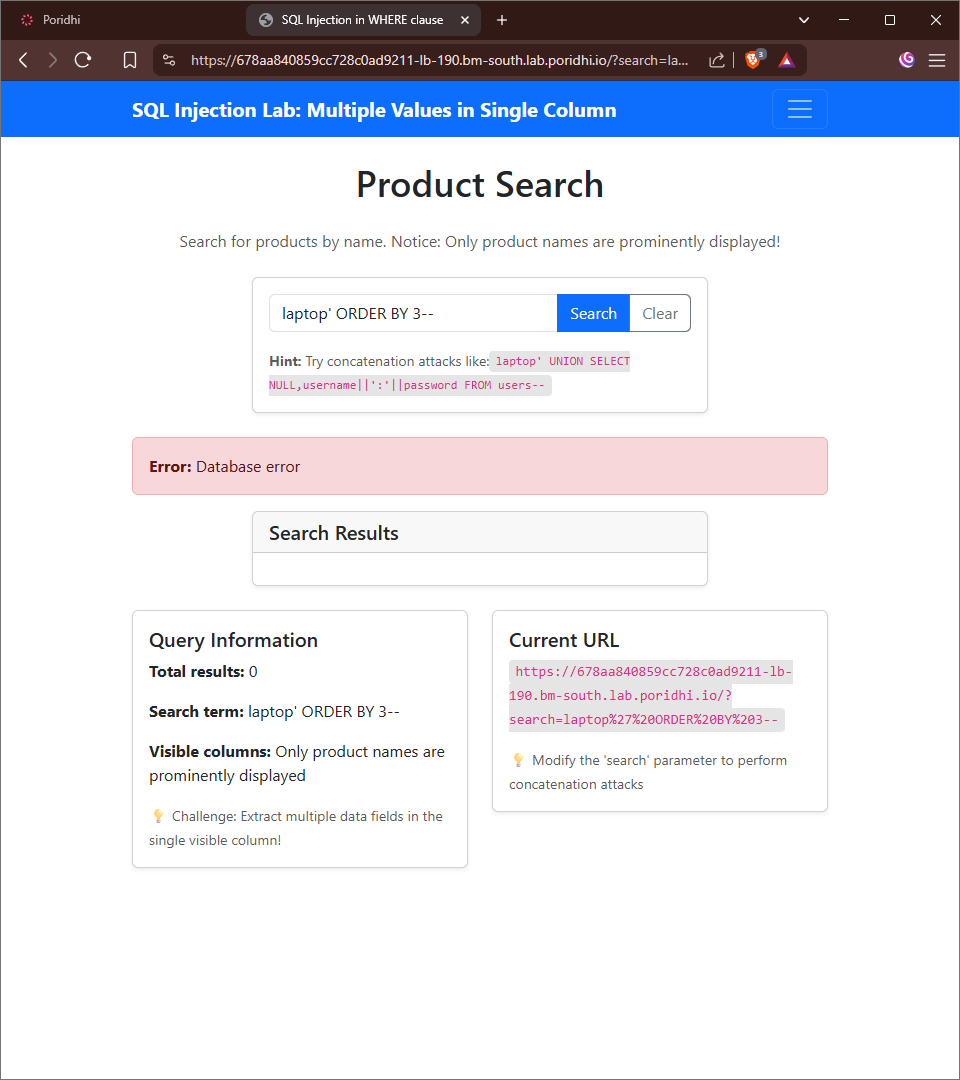 Poridhi
SQL Injection in WHERE clause
https://678aa840859cc728c0ad9211-lb-190.bm-south.lab.poridhi.io/?search=la...
3
SQL Injection Lab: Multiple Values in Single Column
Product Search
Search for products by name. Notice: Only product names are prominently displayed!
laptop' ORDER BY 3--
Search
Clear
Hint: Try concatenation attacks like: laptop' UNION SELECT
NULL,username||':'||password FROM users--
Error: Database error
Search Results
Query Information
Total results: 0
Search term: laptop' ORDER BY 3--
Visible columns: Only product names are
prominently displayed
💡 Challenge: Extract multiple data fields in the
single visible column!
Current URL
https://678aa840859cc728c0ad9211-lb-
190.bm-south.lab.poridhi.io/?
search=laptop%27%20ORDER%20BY%203--
💡 Modify the 'search' parameter to perform
concatenation attacks